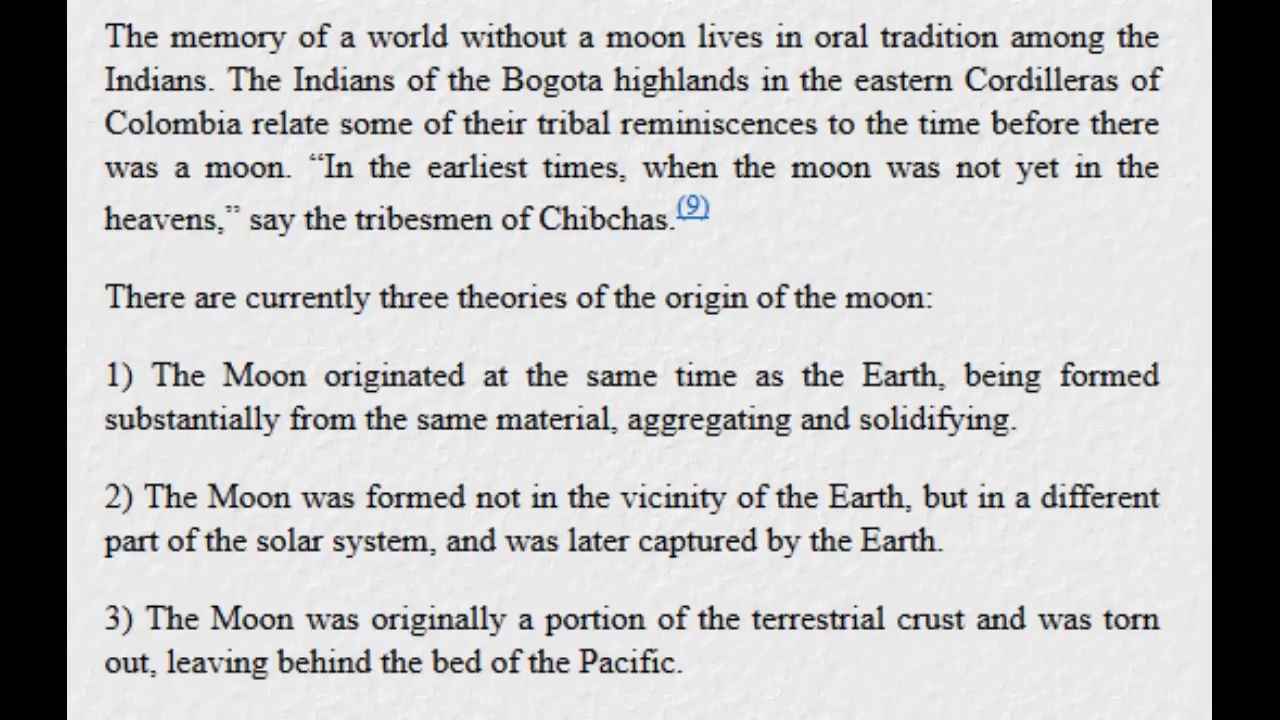 The memory of a world without a moon lives in oral tradition among the
Indians. The Indians of the Bogota highlands in the eastern Cordilleras of
Colombia relate some of their tribal reminiscences to the time before there
was a moon. “In the earliest times, when the moon was not yet in the
heavens,” say the tribesmen of Chibchas.(9)
There are currently three theories of the origin of the moon:
1) The Moon originated at the same time as the Earth, being formed
substantially from the same material, aggregating and solidifying.
2) The Moon was formed not in the vicinity of the Earth, but in a different
part of the solar system, and was later captured by the Earth.
3) The Moon was originally a portion of the terrestrial crust and was torn
out, leaving behind the bed of the Pacific.